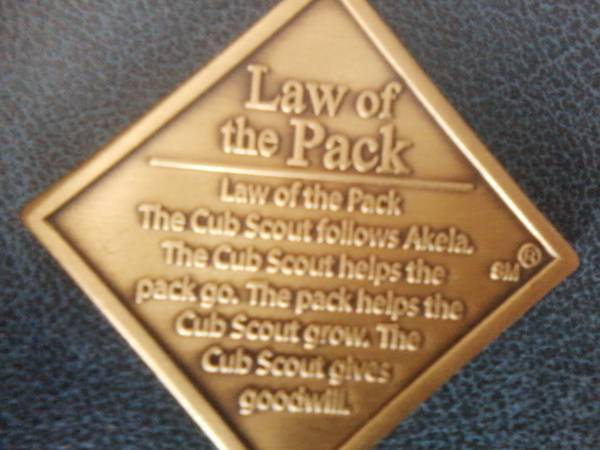 Law of
the Pack
Law of the Pack
The Cub Scout follows Akela.
The Cub Scout helps the
pack go. The pack helps the
Cub Scout grow. The
Cub Scout gives
goodwill.
SM ®